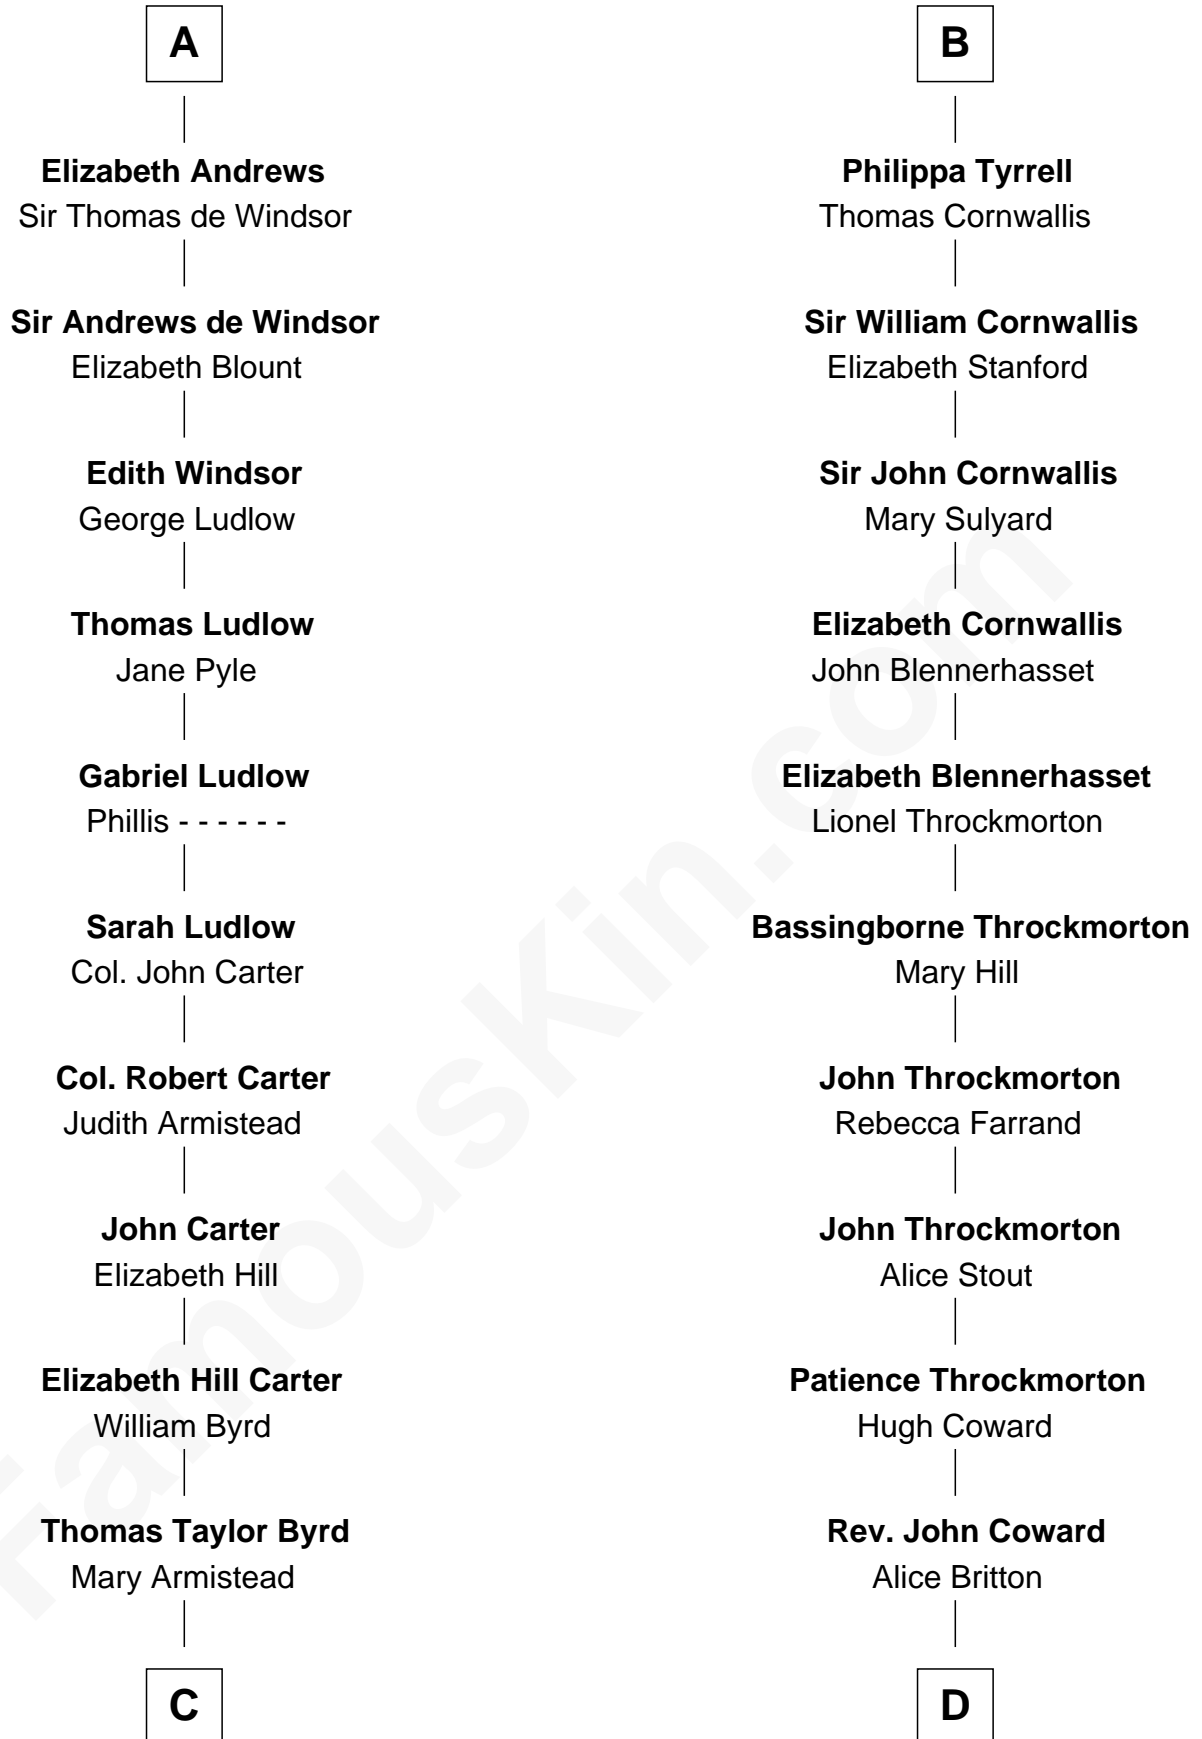 A
Elizabeth Andrews
Sir Thomas de Windsor
Sir Andrews de Windsor
Elizabeth Blount
Edith Windsor
George Ludlow
Thomas Ludlow
Jane Pyle
Gabriel Ludlow
Phillis - - - - - -
Sarah Ludlow
Col. John Carter
Col. Robert Carter
Judith Armistead
John Carter
Elizabeth Hill
Elizabeth Hill Carter
William Byrd
Thomas Taylor Byrd
Mary Armistead
C
B
Philippa Tyrrell
Thomas Cornwallis
Sir William Cornwallis
Elizabeth Stanford
Sir John Cornwallis
Mary Sulyard
Elizabeth Cornwallis
John Blennerhasset
Elizabeth Blennerhasset
Lionel Throckmorton
Bassingborne Throckmorton
Mary Hill
John Throckmorton
Rebecca Farrand
John Throckmorton
Alice Stout
Patience Throckmorton
Hugh Coward
Rev. John Coward
Alice Britton
D
FamousKin.com